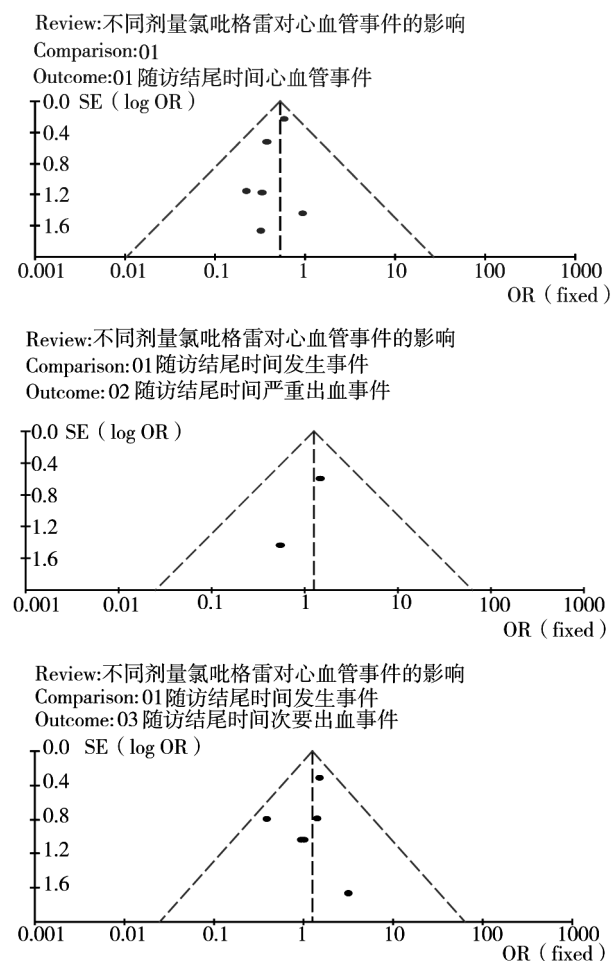 Review:不同剂量氯吡格雷对心血管事件的影响
Comparison:01
Outcome:01随访结尾时间心血管事件
0.0 SE（log OR）
0.4
0.8
1.2
1.6
0.001 0.01 0.1 1 10 100 1000
OR（fixed）
Review:不同剂量氯吡格雷对心血管事件的影响
Comparison:01随访结尾时间发生事件
Outcome:02随访结尾时间严重出血事件
0.0 SE（log OR）
0.4
0.8
1.2
1.6
0.001 0.01 0.1 1 10 100 1000
OR（fixed）
Review:不同剂量氯吡格雷对心血管事件的影响
Comparison:01随访结尾时间发生事件
Outcome:03随访结尾时间次要出血事件
0.0 SE（log OR）
0.4
0.8
1.2
1.6
0.001 0.01 0.1 1 10 100 1000
OR（fixed）